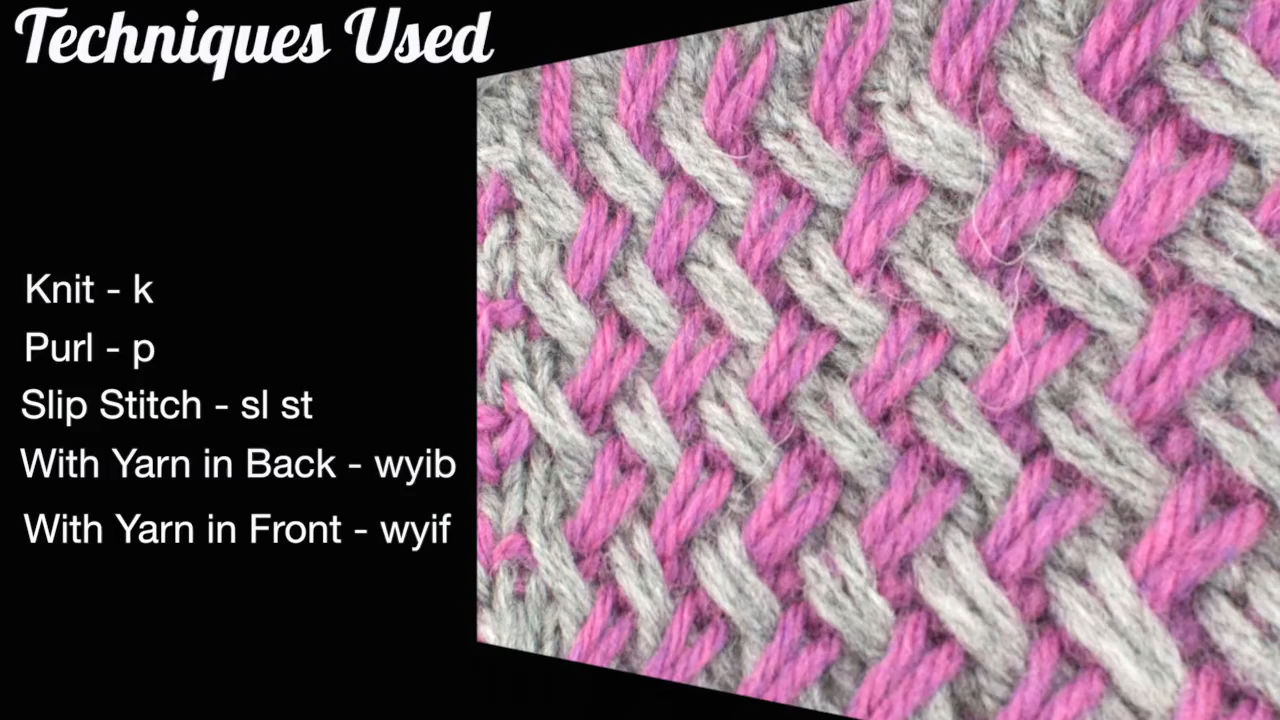 Techniques Used
Knit - k
Purl - p
Slip Stitch - sl st
With Yarn in Back - wyib
With Yarn in Front - wyif